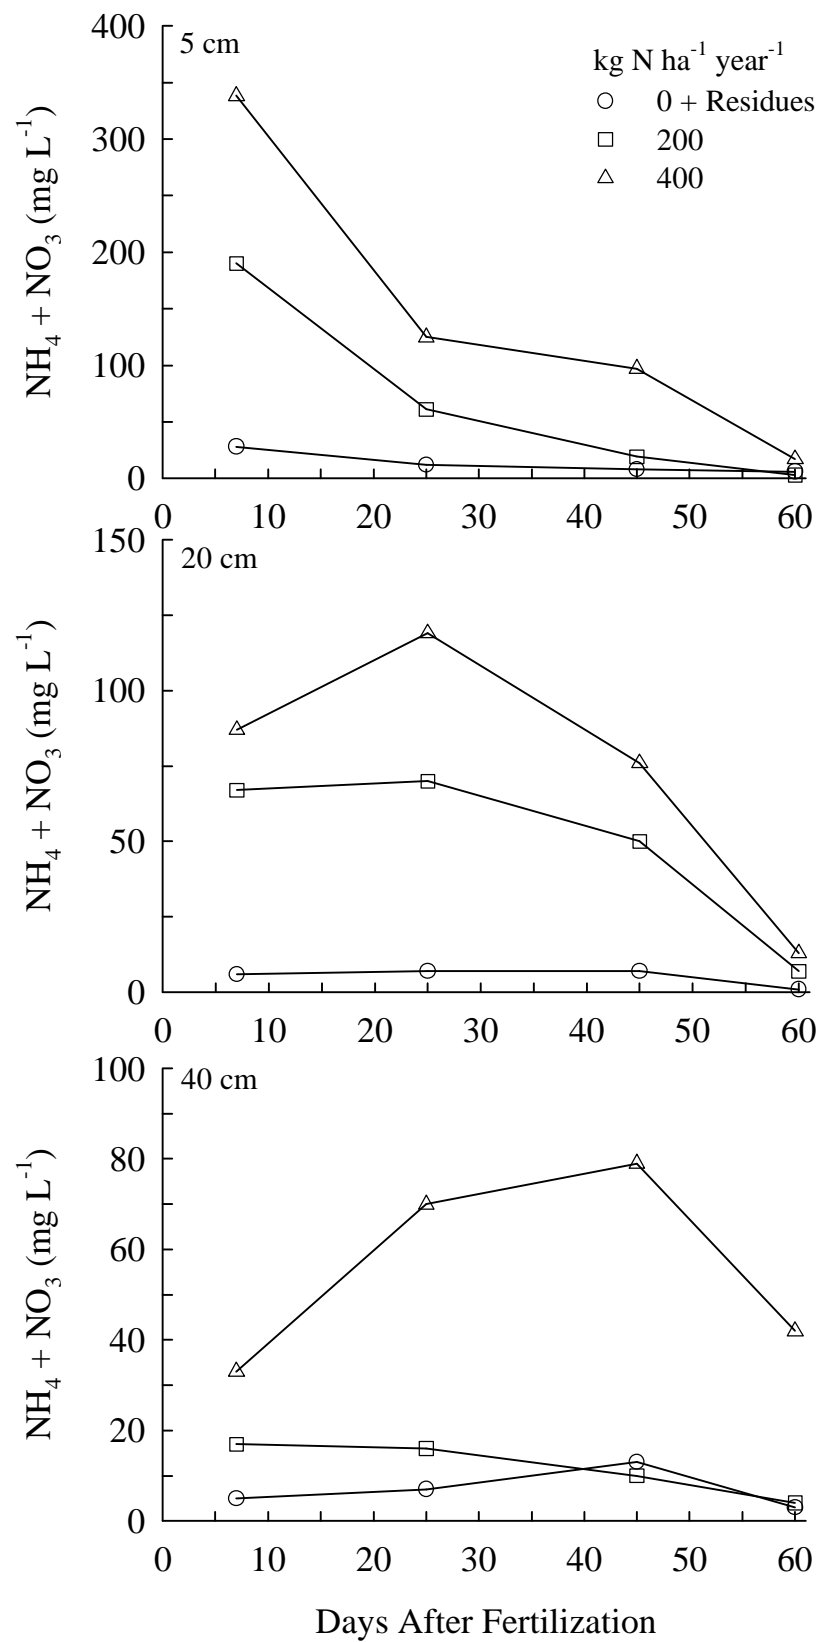 400
5 cm
kg N ha⁻¹ year⁻¹
0 + Residues
200
400
300
200
100
0
NH₄ + NO₃ (mg L⁻¹)
0 10 20 30 40 50 60
150
20 cm
100
50
0
NH₄ + NO₃ (mg L⁻¹)
0 10 20 30 40 50 60
100
40 cm
80
60
40
20
0
NH₄ + NO₃ (mg L⁻¹)
0 10 20 30 40 50 60
Days After Fertilization